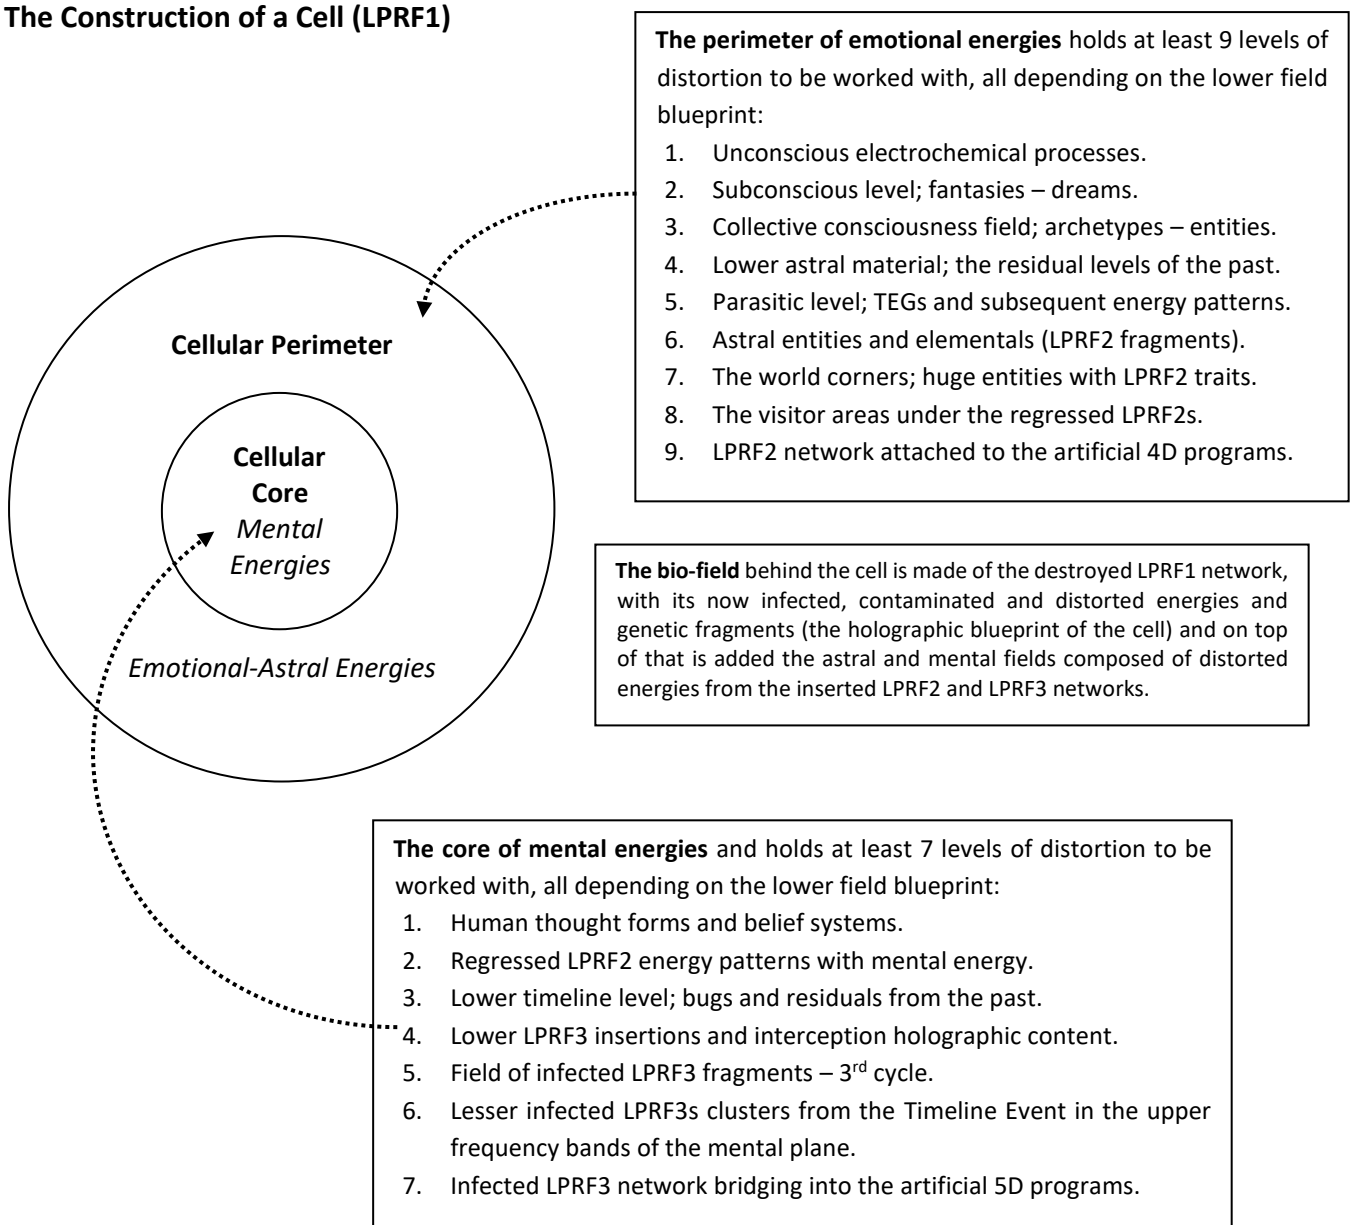 The Construction of a Cell (LPRF1)
The perimeter of emotional energies holds at least 9 levels of
distortion to be worked with, all depending on the lower field
blueprint:
1. Unconscious electrochemical processes.
2. Subconscious level; fantasies – dreams.
3. Collective consciousness field; archetypes – entities.
4. Lower astral material; the residual levels of the past.
5. Parasitic level; TEGs and subsequent energy patterns.
6. Astral entities and elementals (LPRF2 fragments).
7. The world corners; huge entities with LPRF2 traits.
8. The visitor areas under the regressed LPRF2s.
9. LPRF2 network attached to the artificial 4D programs.
Cellular Perimeter
Cellular
Core
Mental
Energies
Emotional-Astral Energies
The bio-field behind the cell is made of the destroyed LPRF1 network,
with its now infected, contaminated and distorted energies and
genetic fragments (the holographic blueprint of the cell) and on top
of that is added the astral and mental fields composed of distorted
energies from the inserted LPRF2 and LPRF3 networks.
The core of mental energies and holds at least 7 levels of distortion to be
worked with, all depending on the lower field blueprint:
1. Human thought forms and belief systems.
2. Regressed LPRF2 energy patterns with mental energy.
3. Lower timeline level; bugs and residuals from the past.
4. Lower LPRF3 insertions and interception holographic content.
5. Field of infected LPRF3 fragments – 3rd cycle.
6. Lesser infected LPRF3s clusters from the Timeline Event in the upper
frequency bands of the mental plane.
7. Infected LPRF3 network bridging into the artificial 5D programs.